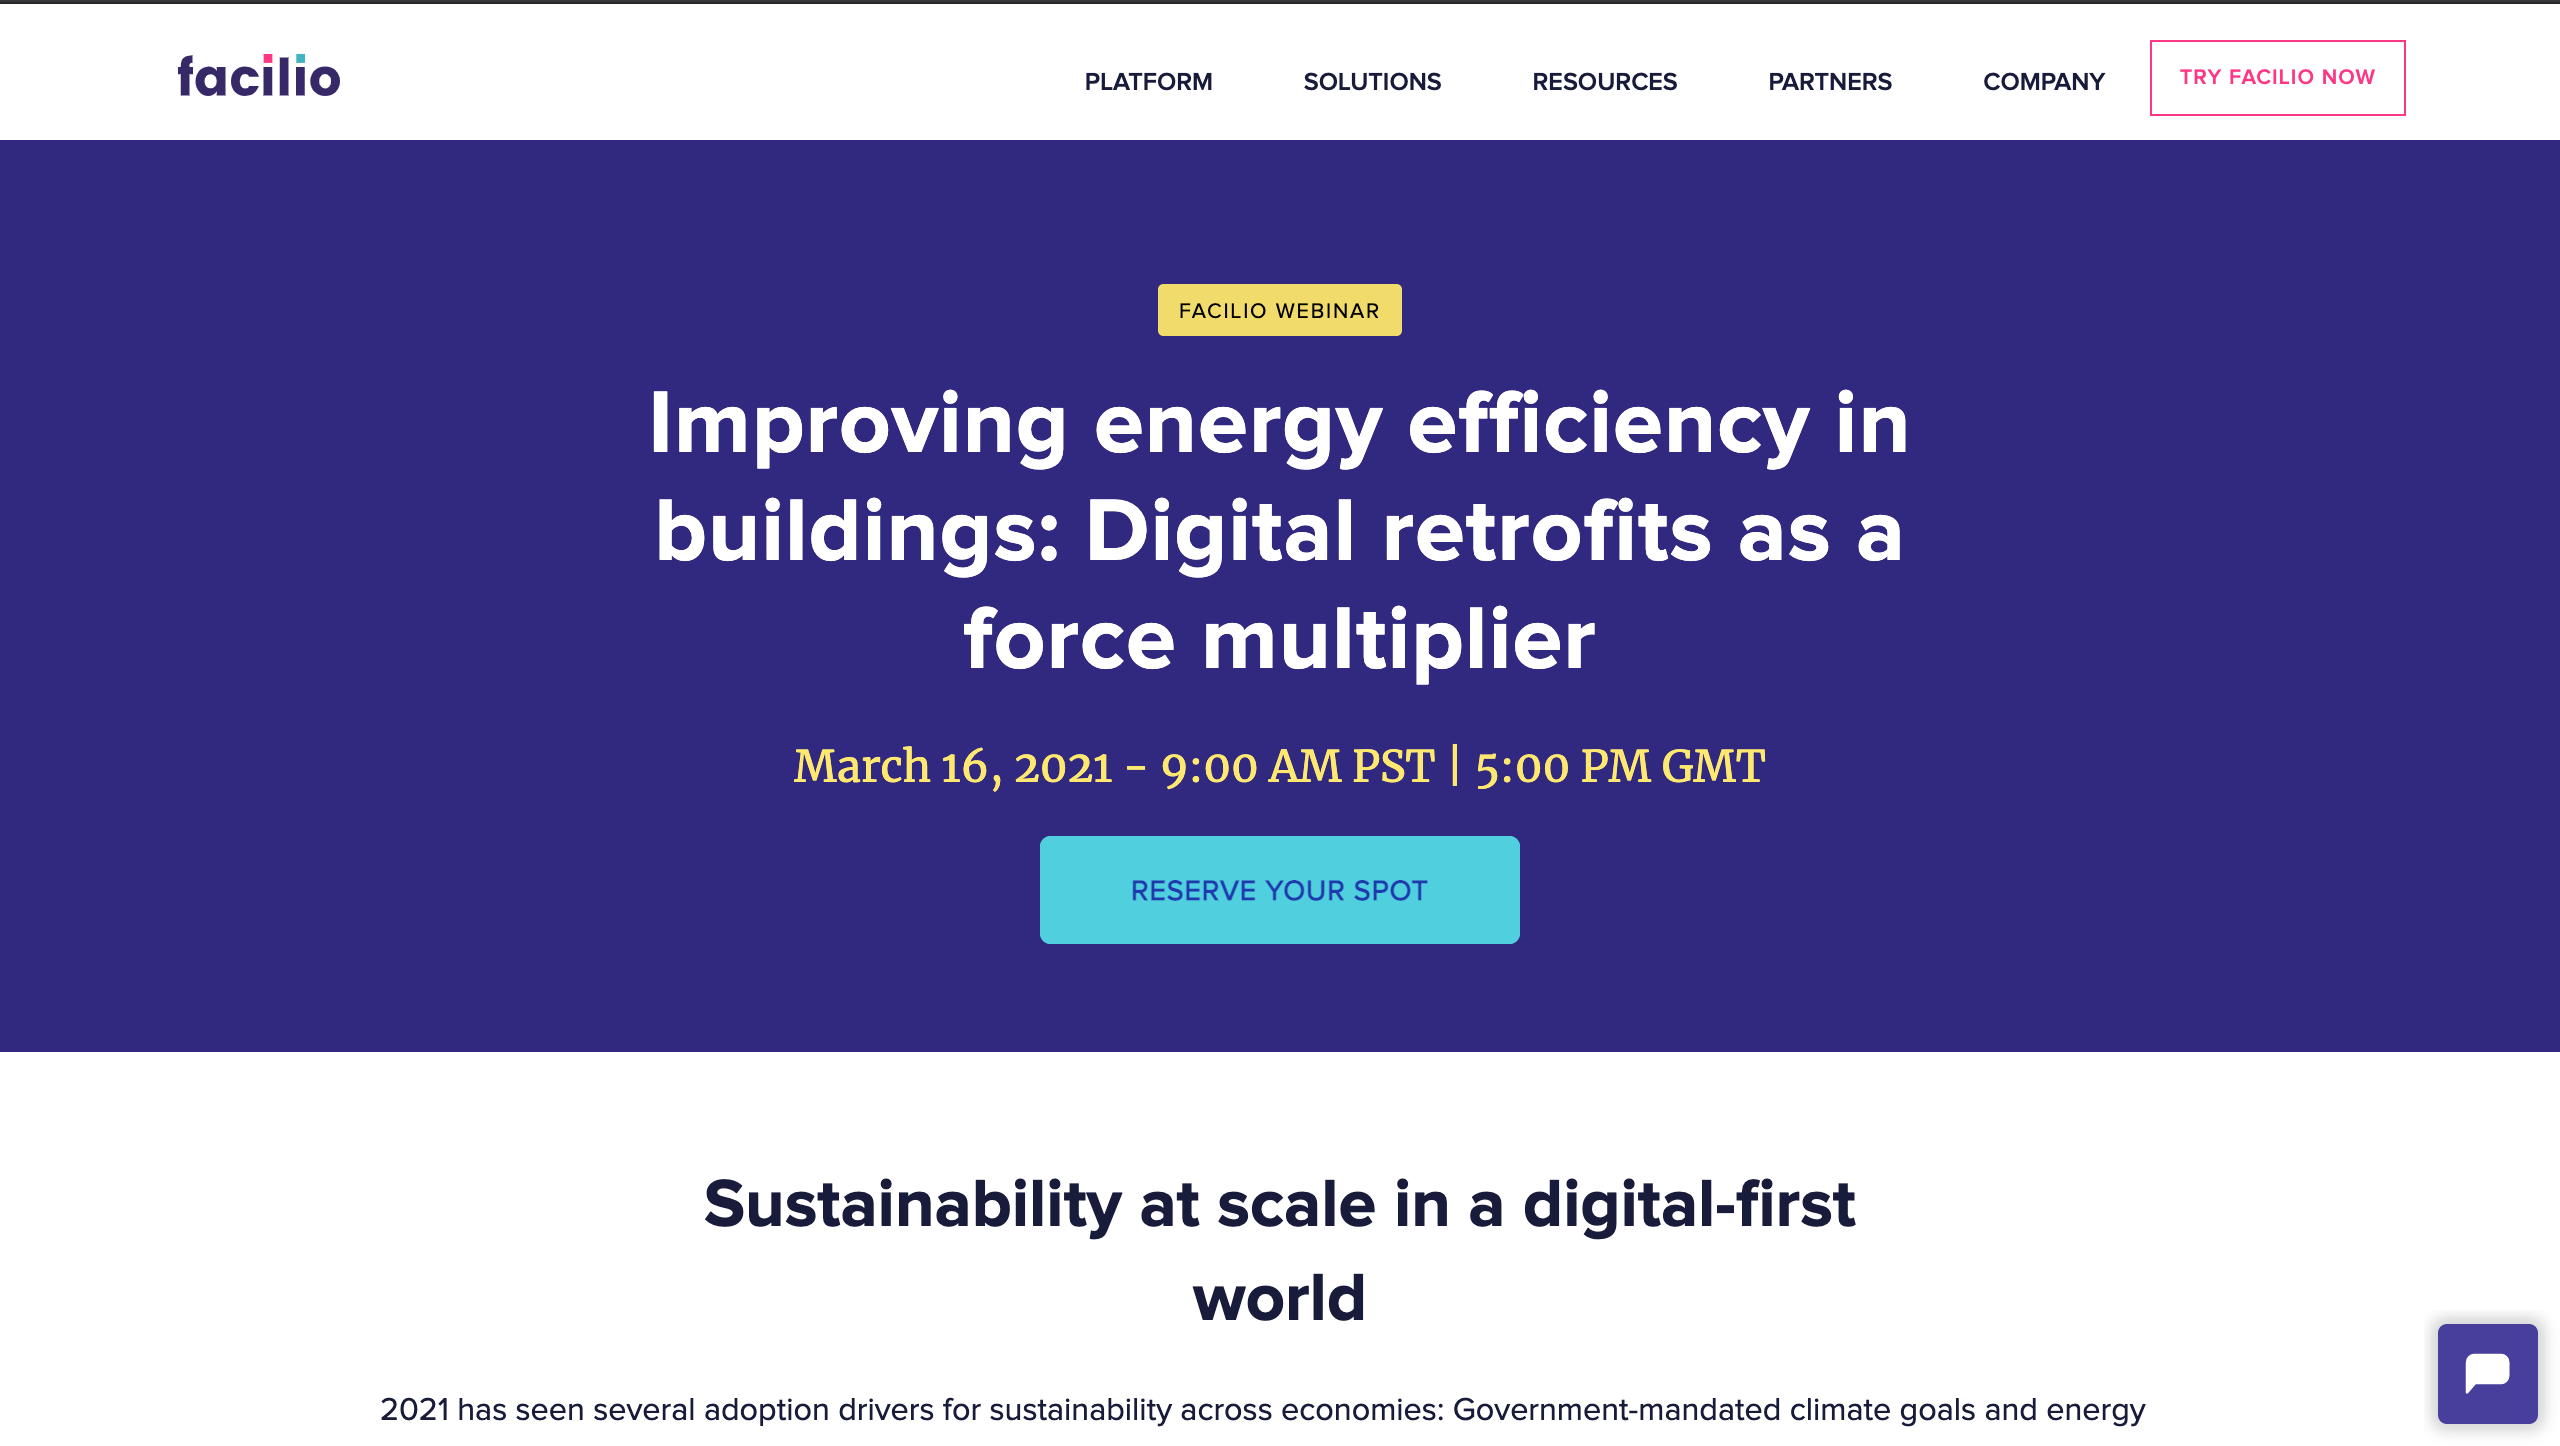 facilio
PLATFORM
SOLUTIONS
RESOURCES
PARTNERS
COMPANY
TRY FACILIO NOW
FACILIO WEBINAR
Improving energy efficiency in
buildings: Digital retrofits as a
force multiplier
March 16, 2021 - 9:00 AM PST | 5:00 PM GMT
RESERVE YOUR SPOT
Sustainability at scale in a digital-first
world
2021 has seen several adoption drivers for sustainability across economies: Government-mandated climate goals and energy